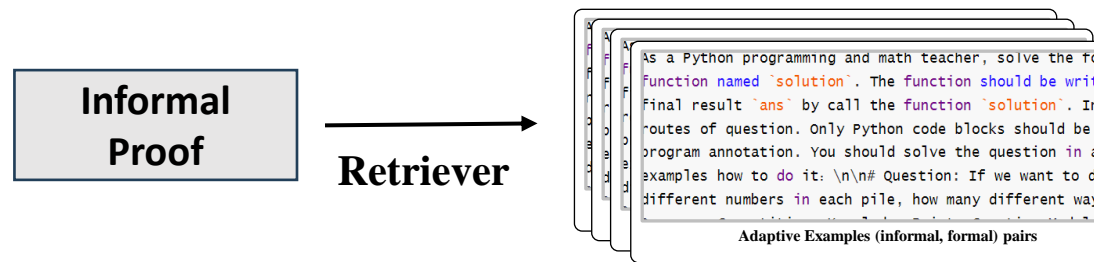 Informal
Proof
Retriever
As a Python programming and math teacher, solve the fo
function named `solution`. The function should be writ
final result `ans` by call the function `solution`. In
routes of question. Only Python code blocks should be
program annotation. You should solve the question in a
examples how to do it: \n\n# Question: If we want to d
different numbers in each pile, how many different way
Adaptive Examples (informal, formal) pairs